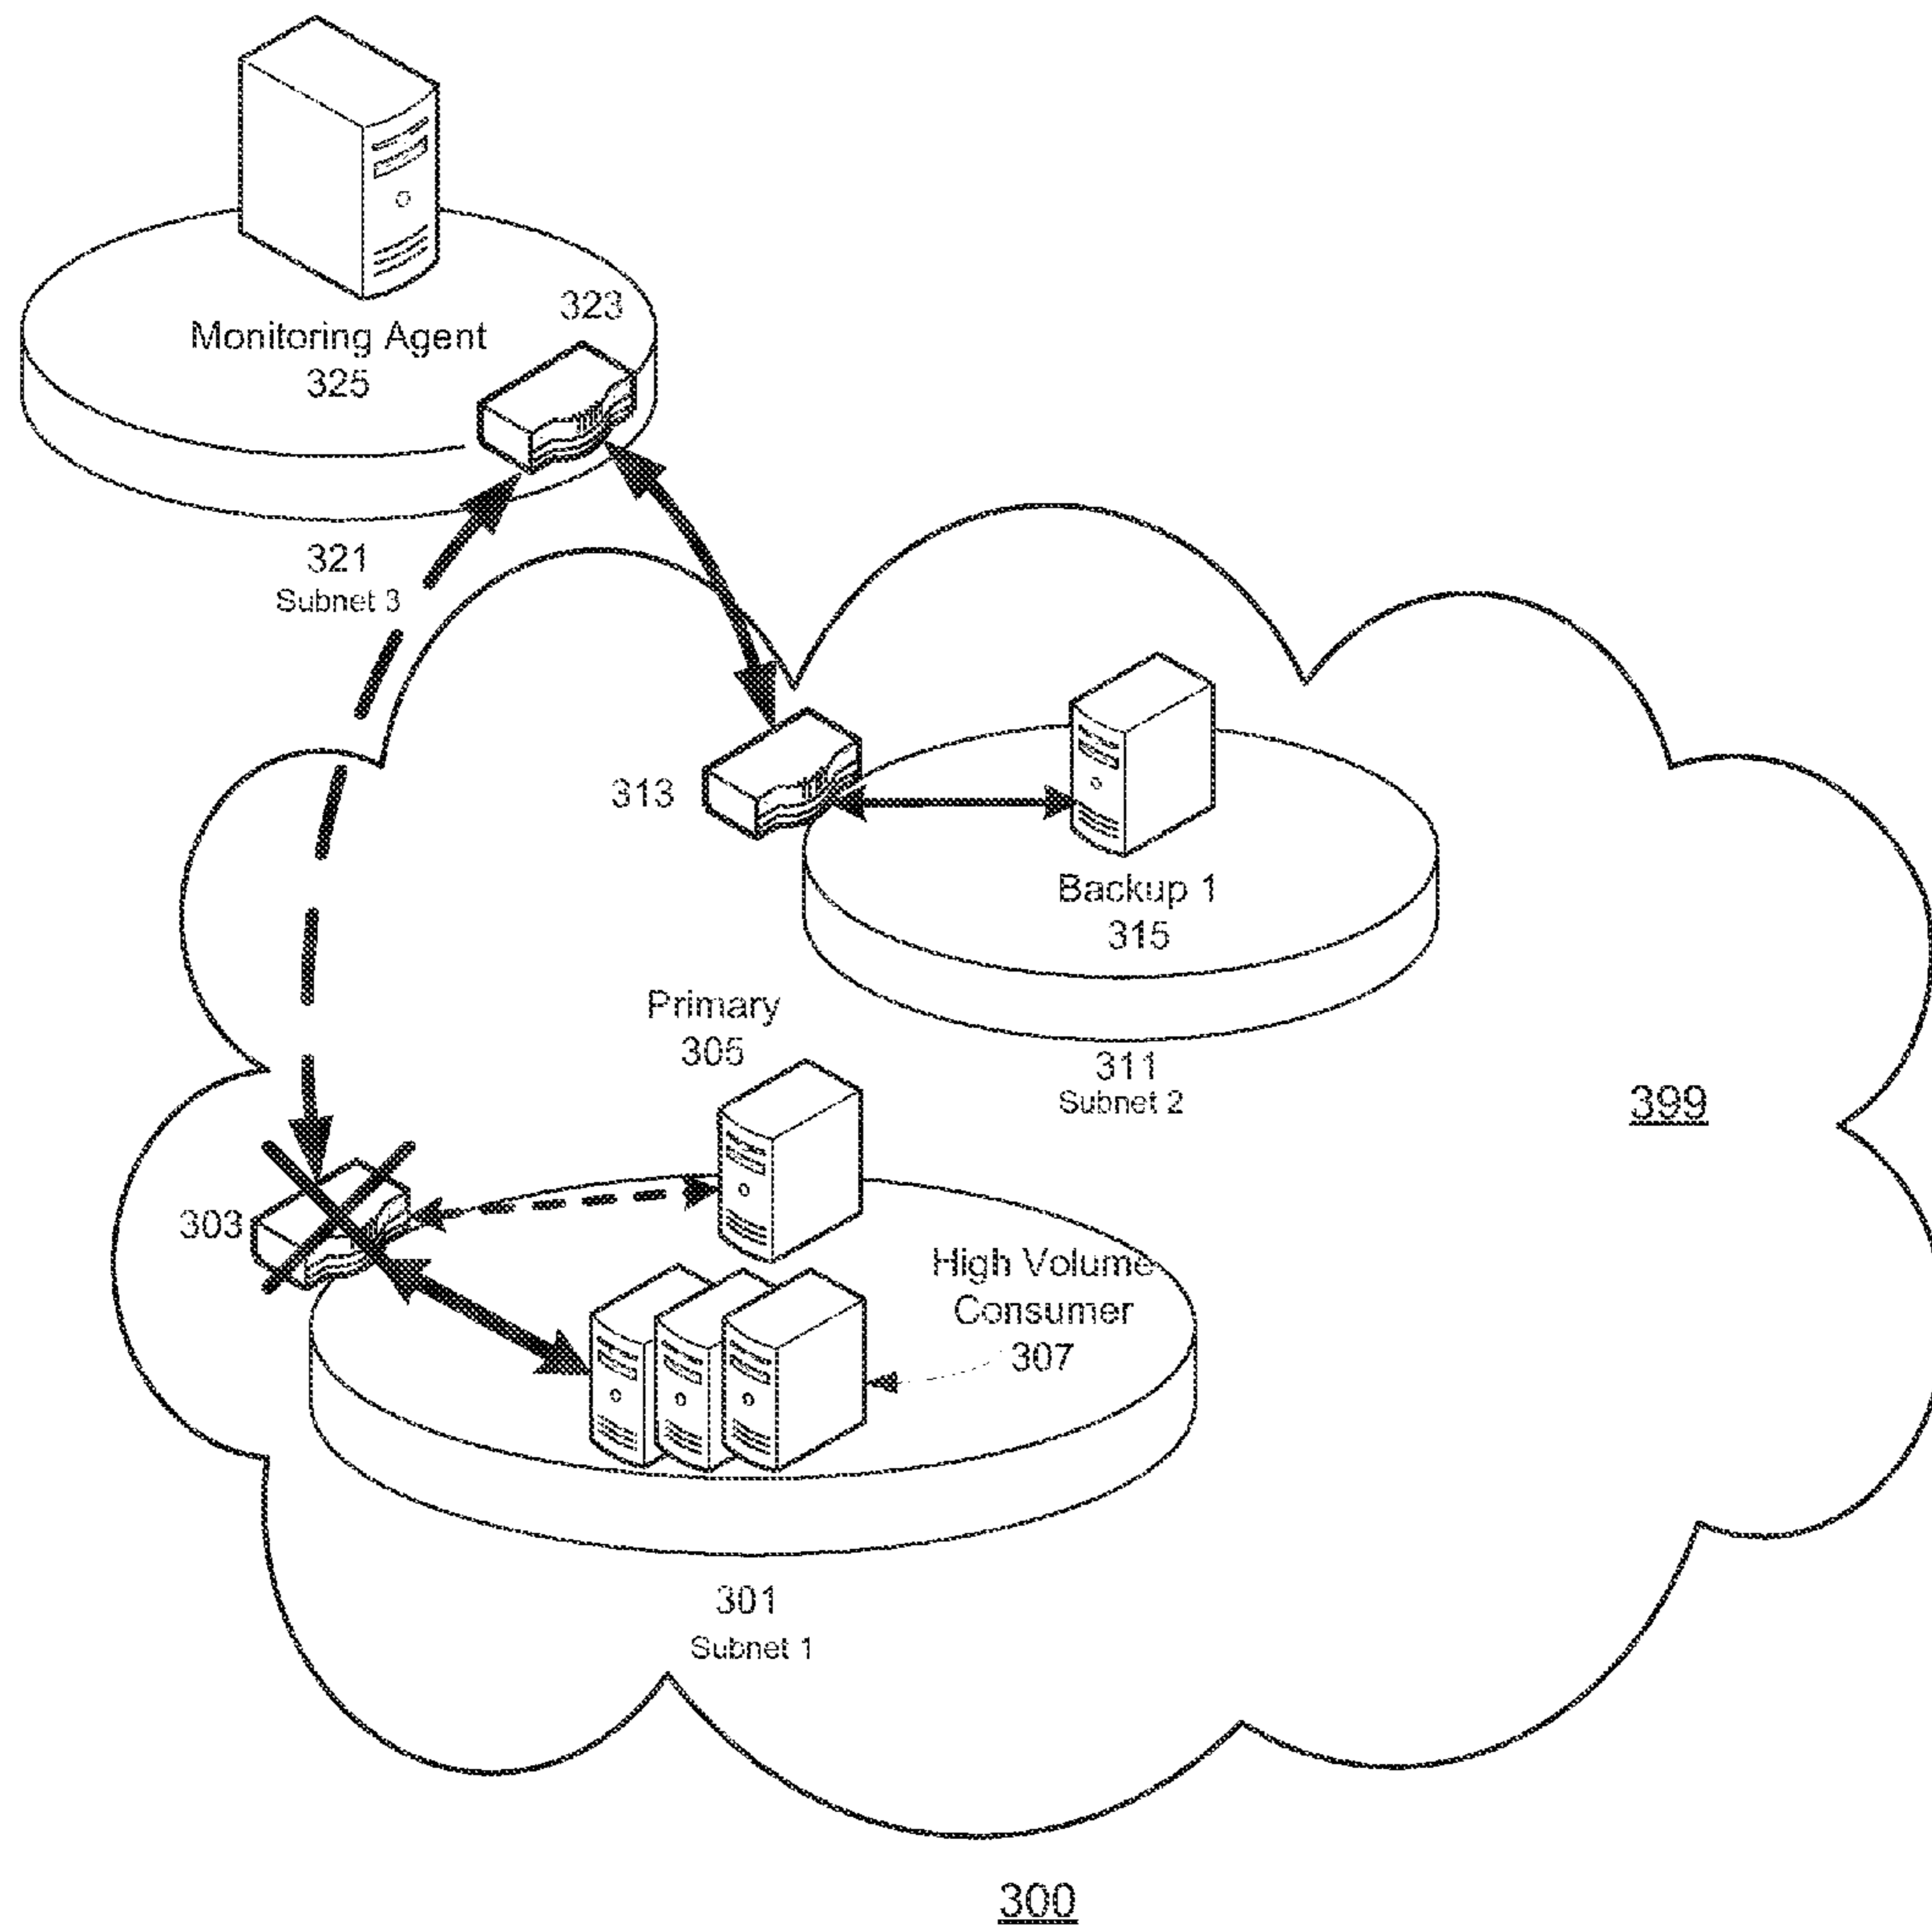 323
Monitoring Agent
325
321
Subnet 3
313
Backup 1
315
Primary
305
311
Subnet 2
399
303
High Volume
Consumer
307
301
Subnet 1
300